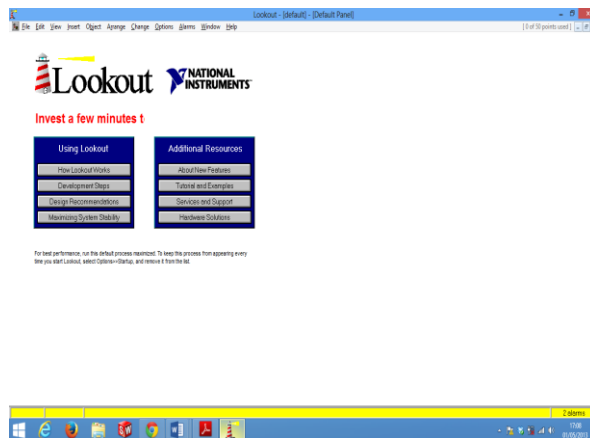 Lookout - [default] - [Default Panel]
File Edit View Insert Object Arrange Change Options Alarms Window Help
[ 0 of 50 points used ]
Lookout
NATIONAL
INSTRUMENTS
Invest a few minutes t
Using Lookout
How Lookout Works
Development Steps
Design Recommendations
Maximizing System Stability
Additional Resources
About New Features
Tutorial and Examples
Services and Support
Hardware Solutions
For best performance, run this default process maximized. To keep this process from appearing every
time you start Lookout, select Options>>Startup, and remove it from the list.
2 alarms
17:00